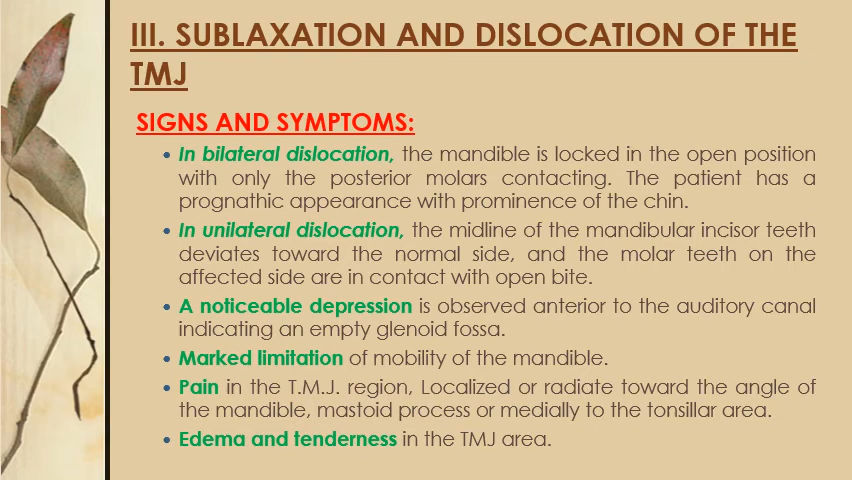 III. SUBLAXATION AND DISLOCATION OF THE
TMJ
SIGNS AND SYMPTOMS:
• In bilateral dislocation, the mandible is locked in the open position
with only the posterior molars contacting. The patient has a
prognathic appearance with prominence of the chin.
• In unilateral dislocation, the midline of the mandibular incisor teeth
deviates toward the normal side, and the molar teeth on the
affected side are in contact with open bite.
• A noticeable depression is observed anterior to the auditory canal
indicating an empty glenoid fossa.
• Marked limitation of mobility of the mandible.
• Pain in the T.M.J. region, Localized or radiate toward the angle of
the mandible, mastoid process or medially to the tonsillar area.
• Edema and tenderness in the TMJ area.